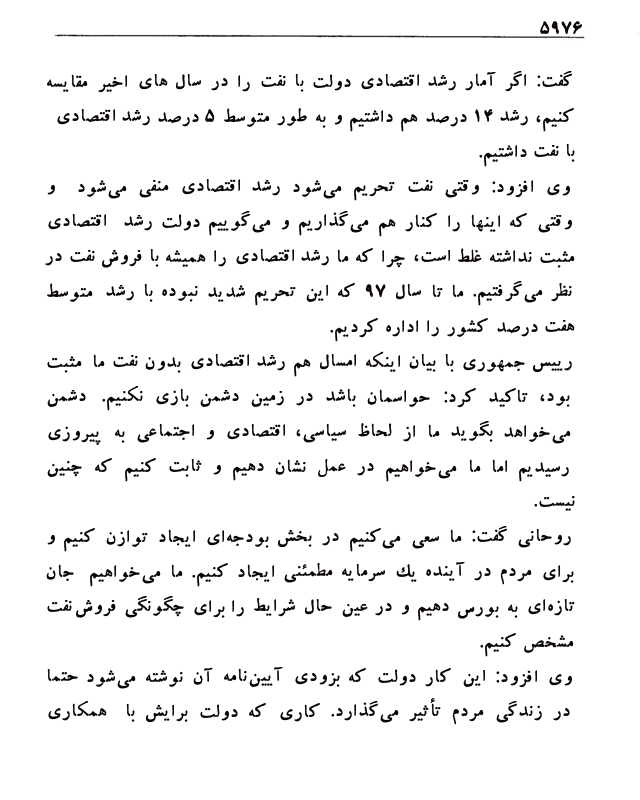 ۵۹۷۶
گفت: اگر آمار رشد اقتصادی دولت با نفت را در سال های اخیر مقایسه
کنیم، رشد ۱۴ درصد هم داشتیم و به طور متوسط ۵ درصد رشد اقتصادی
با نفت داشتیم.
وی افزود: وقتی نفت تحریم می‌شود رشد اقتصادی منفی می‌شود و
وقتی که اینها را کنار هم می‌گذاریم و می‌گوییم دولت رشد اقتصادی
مثبت نداشته غلط است، چرا که ما رشد اقتصادی را همیشه با فروش نفت در
نظر می‌گرفتیم. ما تا سال ۹۷ که این تحریم شدید نبوده با رشد متوسط
هفت درصد کشور را اداره کردیم.
رییس جمهوری با بیان اینکه امسال هم رشد اقتصادی بدون نفت ما مثبت
بود، تاکید کرد: حواسمان باشد در زمین دشمن بازی نکنیم. دشمن
می‌خواهد بگوید ما از لحاظ سیاسی، اقتصادی و اجتماعی به پیروزی
رسیدیم اما ما می‌خواهیم در عمل نشان دهیم و ثابت کنیم که چنین
نیست.
روحانی گفت: ما سعی می‌کنیم در بخش بودجه‌ای ایجاد توازن کنیم و
برای مردم در آینده یك سرمایه مطمئنی ایجاد کنیم. ما می‌خواهیم جان
تازه‌ای به بورس دهیم و در عین حال شرایط را برای چگونگی فروش نفت
مشخص کنیم.
وی افزود: این کار دولت که بزودی آیین‌نامه آن نوشته می‌شود حتما
در زندگی مردم تأثیر می‌گذارد. کاری که دولت برایش با همکاری